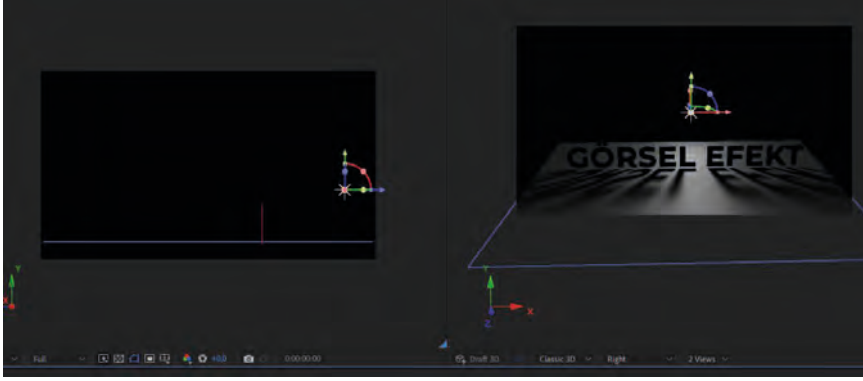 GÖRSEL EFEKT
Y
X
Y
X
Z
Full +0,0 0:00:00:00 Draft 3D Classic 3D Right 2 Views